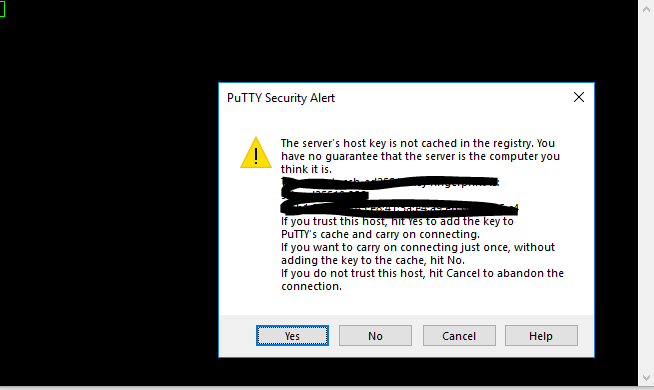 PuTTY Security Alert
The server's host key is not cached in the registry. You
have no guarantee that the server is the computer you
think it is.
If you trust this host, hit Yes to add the key to
PuTTY's cache and carry on connecting.
If you want to carry on connecting just once, without
adding the key to the cache, hit No.
If you do not trust this host, hit Cancel to abandon the
connection.
Yes No Cancel Help